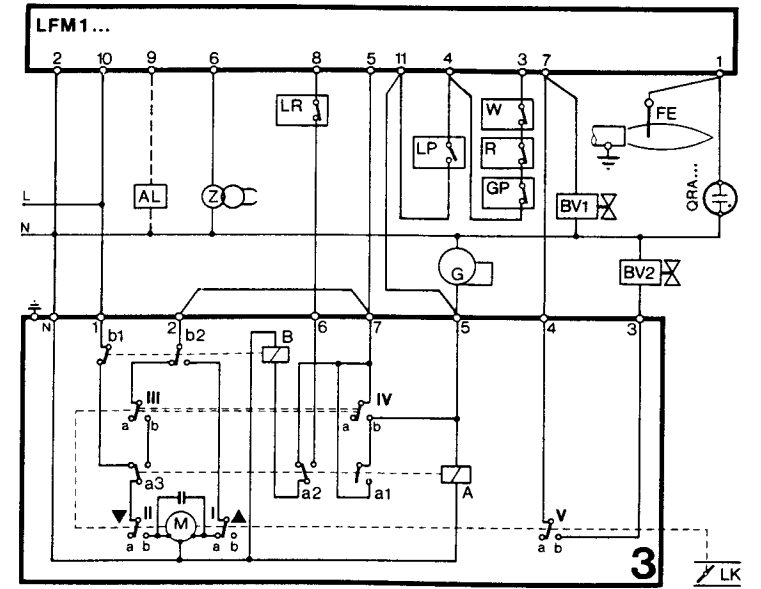 LFM1...
2 10 9 6 8 5 11 4 3 7 1
LR
W
FE
LP
R
GP
QRA...
L
AL
Z
BV1
N
G
BV2
N 1 b1 2 b2 6 7 5 4 3
B
III
IV
a b
a b
a3
a2
a1
A
II
M
I
V
a b
a b
a b
3
LK